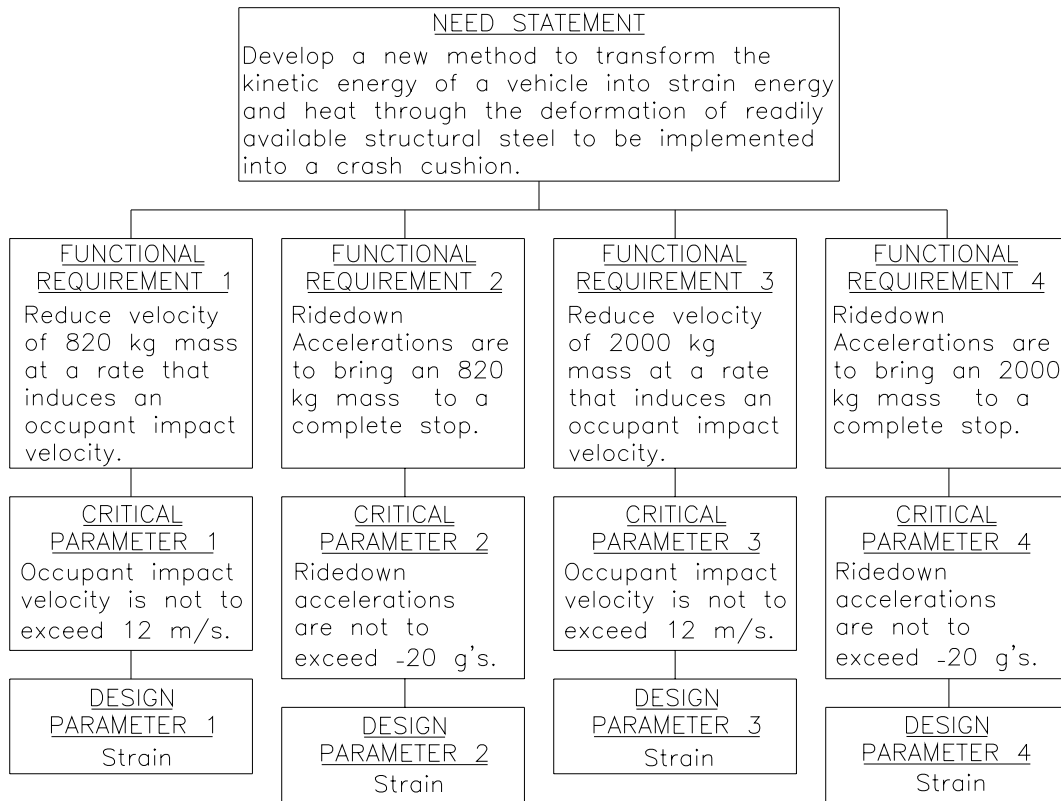 NEED STATEMENT
Develop a new method to transform the
kinetic energy of a vehicle into strain energy
and heat through the deformation of readily
available structural steel to be implemented
into a crash cushion.
FUNCTIONAL
REQUIREMENT 1
Reduce velocity
of 820 kg mass
at a rate that
induces an
occupant impact
velocity.
FUNCTIONAL
REQUIREMENT 2
Ridedown
Accelerations are
to bring an 820
kg mass to a
complete stop.
FUNCTIONAL
REQUIREMENT 3
Reduce velocity
of 2000 kg
mass at a rate
that induces an
occupant impact
velocity.
FUNCTIONAL
REQUIREMENT 4
Ridedown
Accelerations are
to bring an 2000
kg mass to a
complete stop.
CRITICAL
PARAMETER 1
Occupant impact
velocity is not to
exceed 12 m/s.
CRITICAL
PARAMETER 2
Ridedown
accelerations
are not to
exceed -20 g's.
CRITICAL
PARAMETER 3
Occupant impact
velocity is not to
exceed 12 m/s.
CRITICAL
PARAMETER 4
Ridedown
accelerations
are not to
exceed -20 g's.
DESIGN
PARAMETER 1
Strain
DESIGN
PARAMETER 2
Strain
DESIGN
PARAMETER 3
Strain
DESIGN
PARAMETER 4
Strain